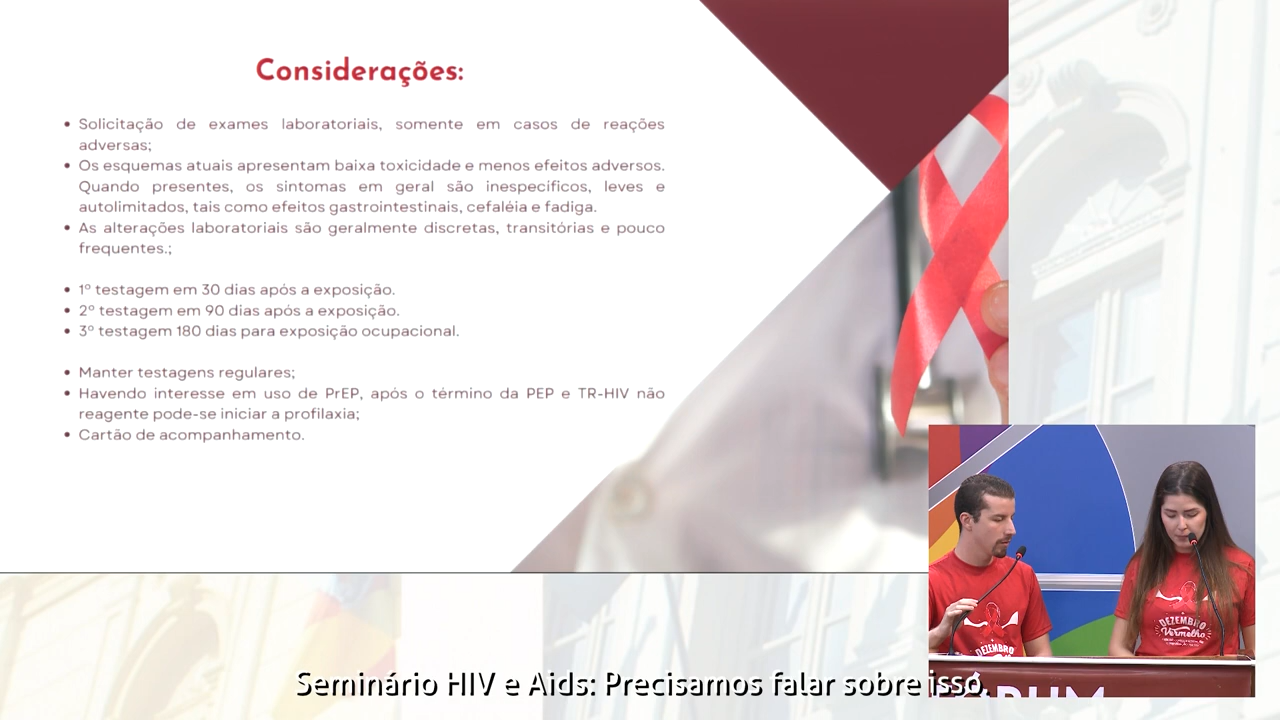 Considerações:
• Solicitação de exames laboratoriais, somente em casos de reações
adversas;
• Os esquemas atuais apresentam baixa toxicidade e menos efeitos adversos.
Quando presentes, os sintomas em geral são inespecíficos, leves e
autolimitados, tais como efeitos gastrointestinais, cefaléia e fadiga.
• As alterações laboratoriais são geralmente discretas, transitórias e pouco
frequentes.;
• 1º testagem em 30 dias após a exposição.
• 2º testagem em 90 dias após a exposição.
• 3º testagem 180 dias para exposição ocupacional.
• Manter testagens regulares;
• Havendo interesse em uso de PrEP, após o término da PEP e TR-HIV não
reagente pode-se iniciar a profilaxia;
• Cartão de acompanhamento.
DEZEMBRO
DEZEMBRO
Vermelho
Seminário HIV e Aids: Precisamos falar sobre isso.